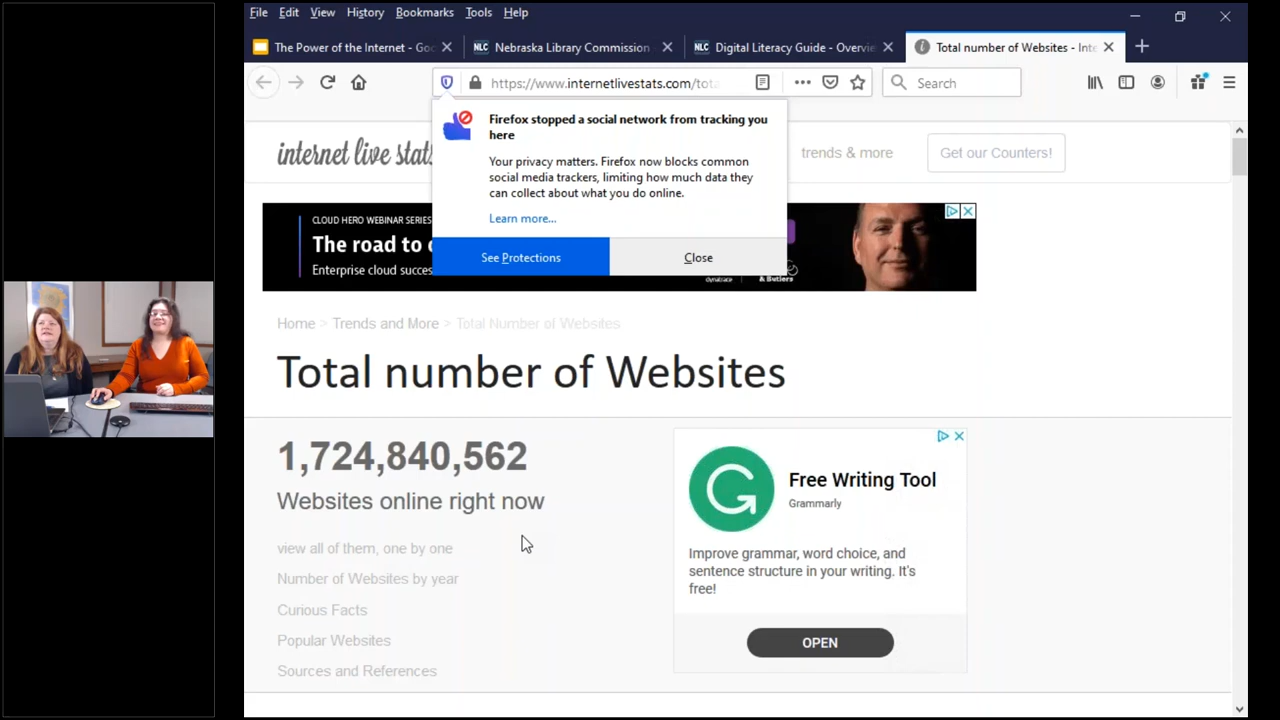 File Edit View History Bookmarks Tools Help
The Power of the Internet - Goo
Nebraska Library Commission
Digital Literacy Guide - Overvie
Total number of Websites - Inte
https://www.internetlivestats.com/tota
Search
Firefox stopped a social network from tracking you
here
Your privacy matters. Firefox now blocks common
social media trackers, limiting how much data they
can collect about what you do online.
Learn more...
See Protections
Close
internet live stats
trends & more
Get our Counters!
CLOUD HERO WEBINAR SERIES
The road to
Enterprise cloud succes
dynatrace
& Butlers
Home > Trends and More > Total Number of Websites
Total number of Websites
1,724,840,562
Websites online right now
view all of them, one by one
Number of Websites by year
Curious Facts
Popular Websites
Sources and References
G
Free Writing Tool
Grammarly
Improve grammar, word choice, and
sentence structure in your writing. It's
free!
OPEN